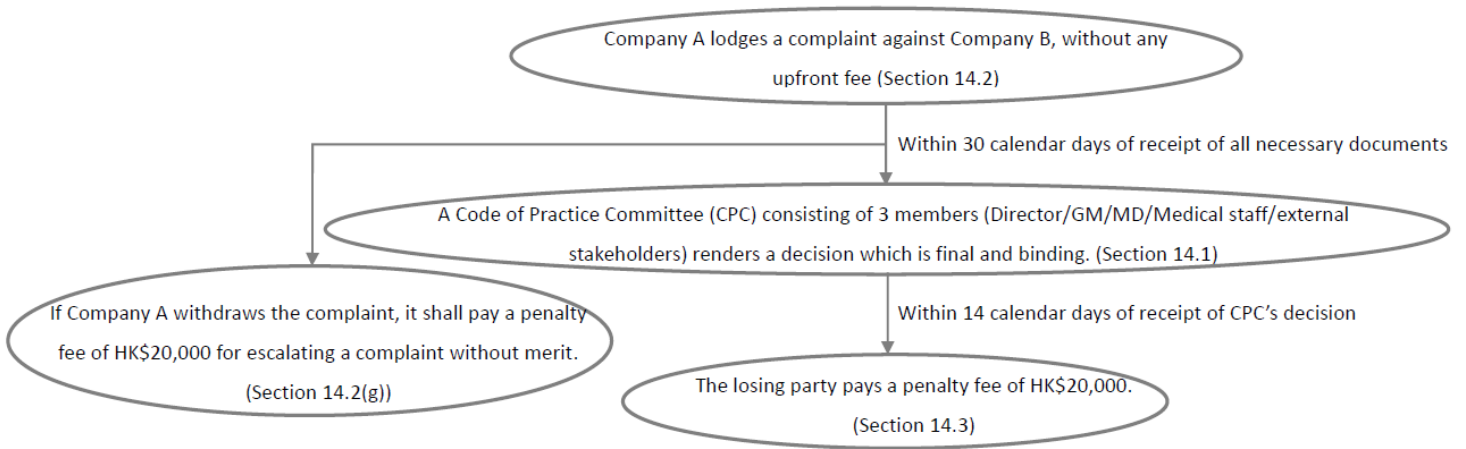 Company A lodges a complaint against Company B, without any
upfront fee (Section 14.2)
Within 30 calendar days of receipt of all necessary documents
A Code of Practice Committee (CPC) consisting of 3 members (Director/GM/MD/Medical staff/external
stakeholders) renders a decision which is final and binding. (Section 14.1)
If Company A withdraws the complaint, it shall pay a penalty
fee of HK$20,000 for escalating a complaint without merit.
(Section 14.2(g))
Within 14 calendar days of receipt of CPC’s decision
The losing party pays a penalty fee of HK$20,000.
(Section 14.3)